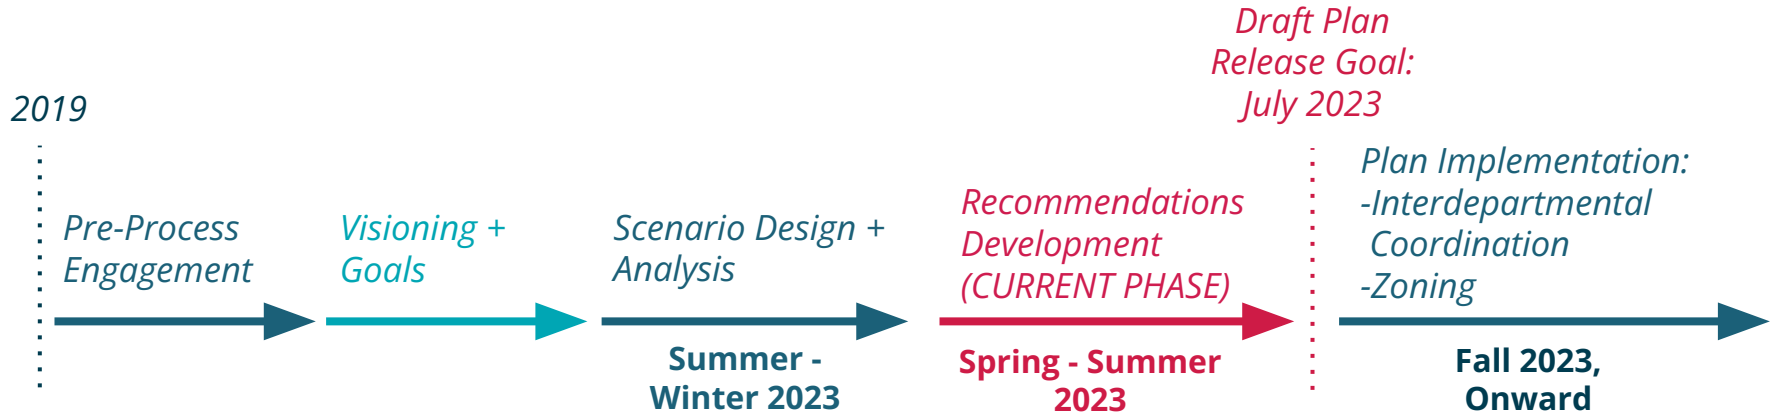 2019
Pre-Process
Engagement
Visioning +
Goals
Scenario Design +
Analysis
Summer -
Winter 2023
Recommendations
Development
(CURRENT PHASE)
Spring - Summer
2023
Draft Plan
Release Goal:
July 2023
Plan Implementation:
-Interdepartmental
Coordination
-Zoning
Fall 2023,
Onward